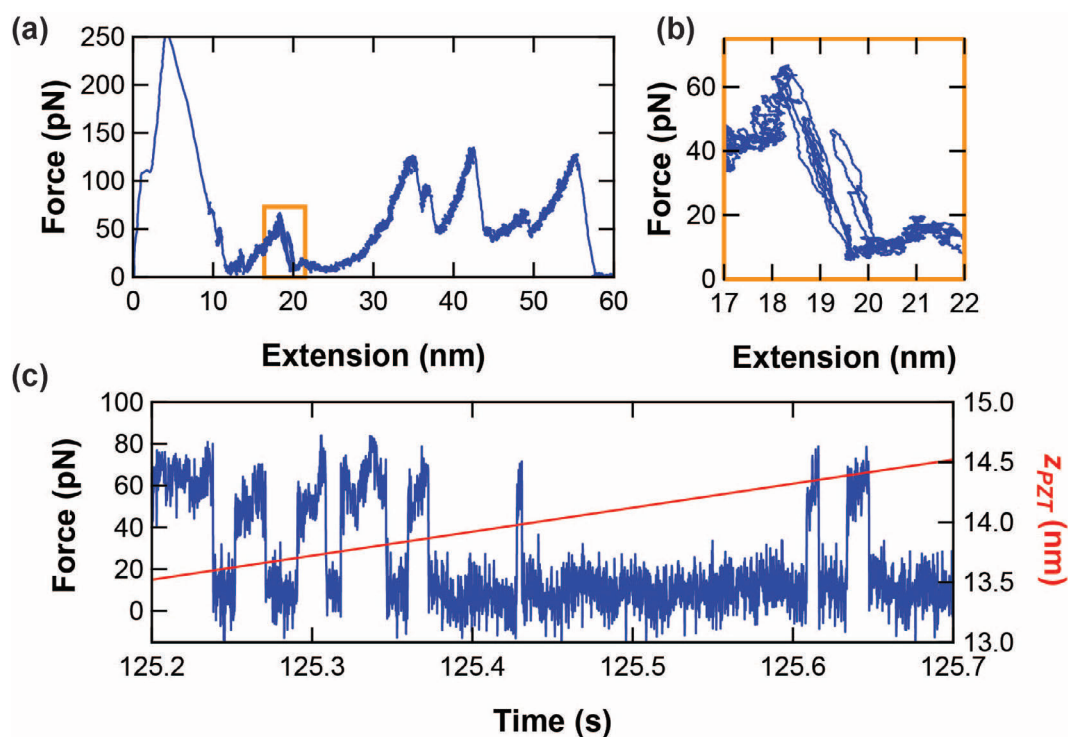 (a)
250
200
150
100
50
0
Force (pN)
0 10 20 30 40 50 60
Extension (nm)
(b)
60
40
20
0
Force (pN)
17 18 19 20 21 22
Extension (nm)
(c)
100
80
60
40
20
0
Force (pN)
15.0
14.5
14.0
13.5
13.0
zPZT (nm)
125.2 125.3 125.4 125.5 125.6 125.7
Time (s)